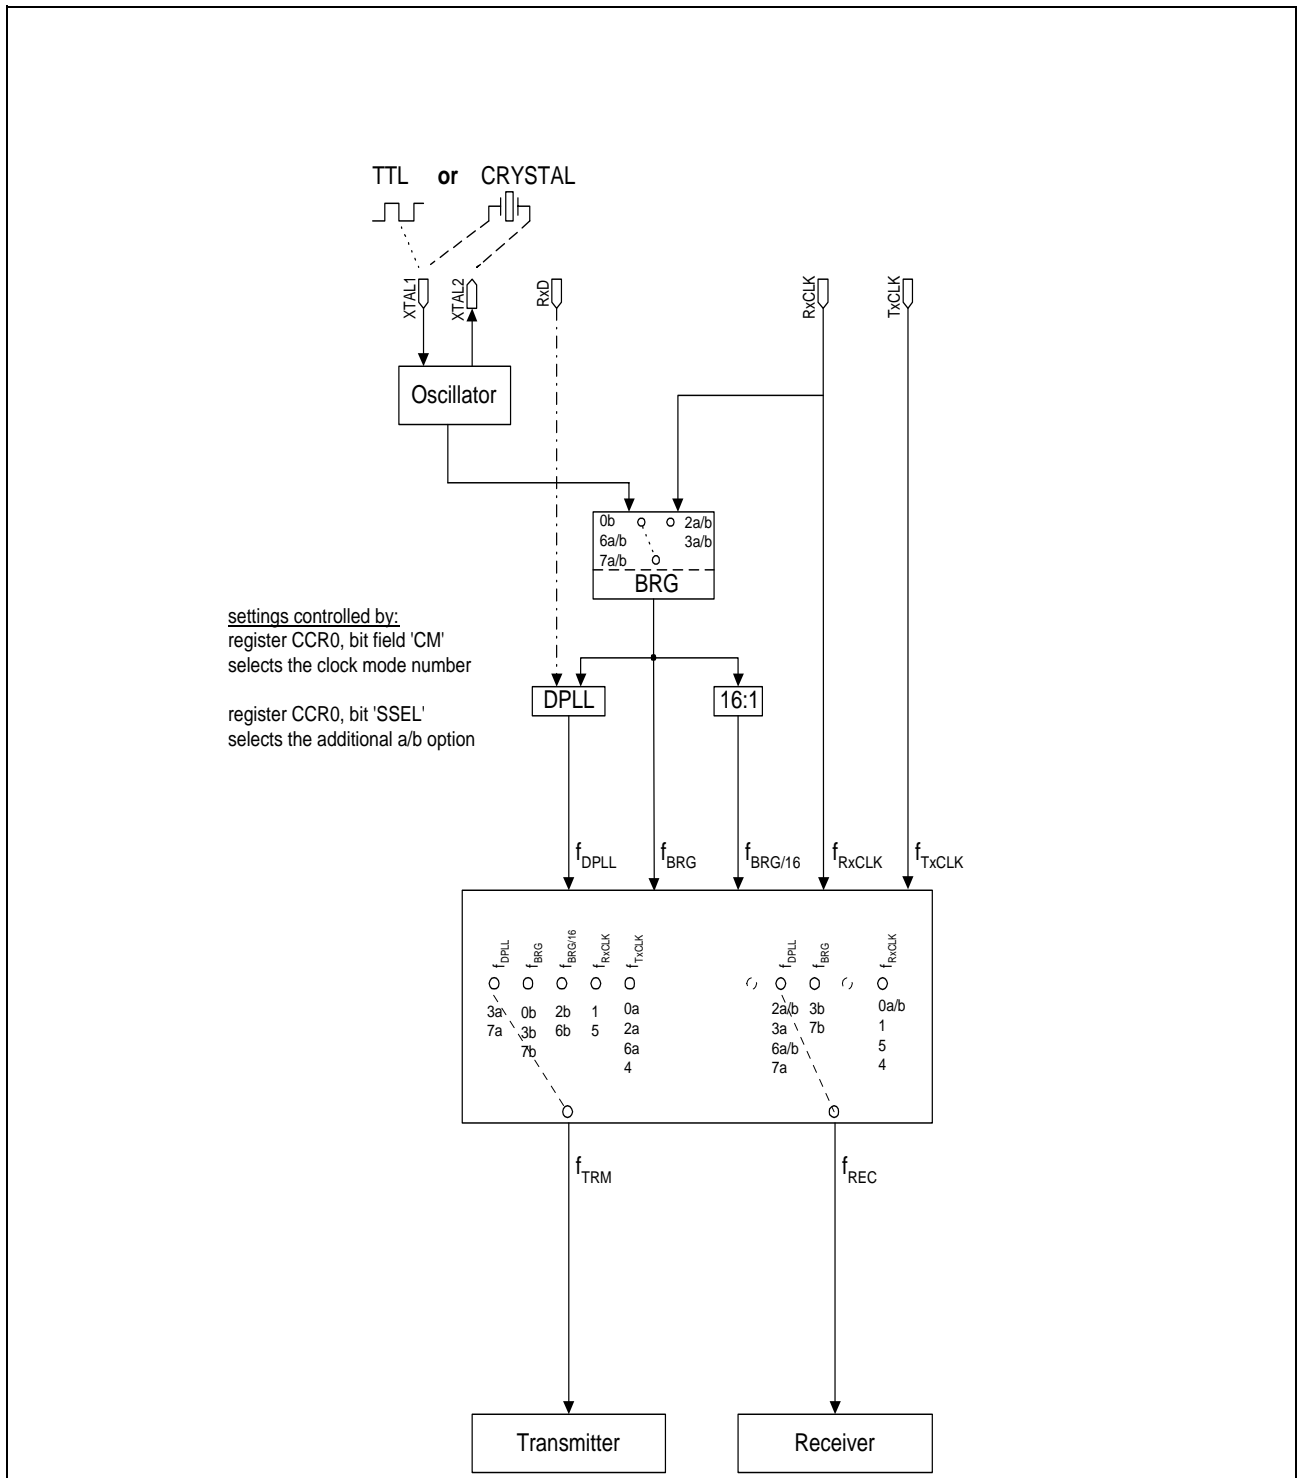 TTL or CRYSTAL
XTAL1
XTAL2
RxD
RxCLK
TxCLK
Oscillator
0b 2a/b
6a/b 3a/b
7a/b
BRG
settings controlled by:
register CCR0, bit field 'CM'
selects the clock mode number
register CCR0, bit 'SSEL'
selects the additional a/b option
DPLL 16:1
fDPLL fBRG fBRG/16 fRxCLK fTxCLK
fDPLL fBRG fBRG/16 fRxCLK fTxCLK fDPLL fBRG fRxCLK
3a 0b 2b 1 0a 2a/b 3b 0a/b
7a 3b 6b 5 2a 3a 7b 1
7b 6a 6a/b 5
4 7a 4
fTRM fREC
Transmitter Receiver